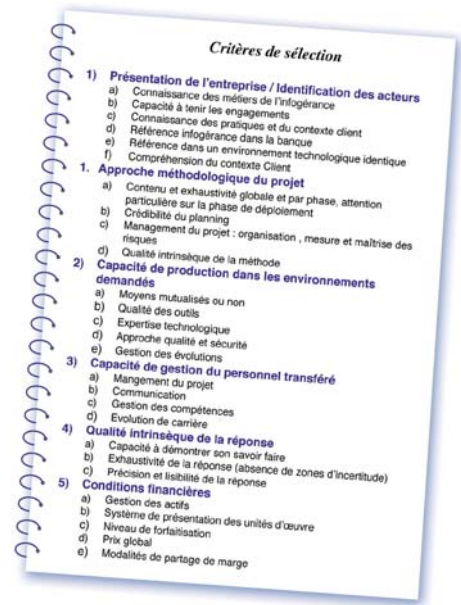 Critères de sélection
1) Présentation de l'entreprise / Identification des acteurs
a) Connaissance des métiers de l'infogérance
b) Capacité à tenir les engagements
c) Connaissance des pratiques et du contexte client
d) Référence infogérance dans la banque
e) Référence dans un environnement technologique identique
f) Compréhension du contexte Client
1. Approche méthodologique du projet
a) Contenu et exhaustivité globale et par phase, attention
particulière sur la phase de déploiement
b) Crédibilité du planning
c) Management du projet : organisation , mesure et maîtrise des
risques
d) Qualité intrinsèque de la méthode
2) Capacité de production dans les environnements
demandés
a) Moyens mutualisés ou non
b) Qualité des outils
c) Expertise technologique
d) Approche qualité et sécurité
e) Gestion des évolutions
3) Capacité de gestion du personnel transféré
a) Mangement du projet
b) Communication
c) Gestion des compétences
d) Evolution de carrière
4) Qualité intrinsèque de la réponse
a) Capacité à démontrer son savoir faire
b) Exhaustivité de la réponse (absence de zones d'incertitude)
c) Précision et lisibilité de la réponse
5) Conditions financières
a) Gestion des actifs
b) Système de présentation des unités d'œuvre
c) Niveau de forfaitisation
d) Prix global
e) Modalités de partage de marge